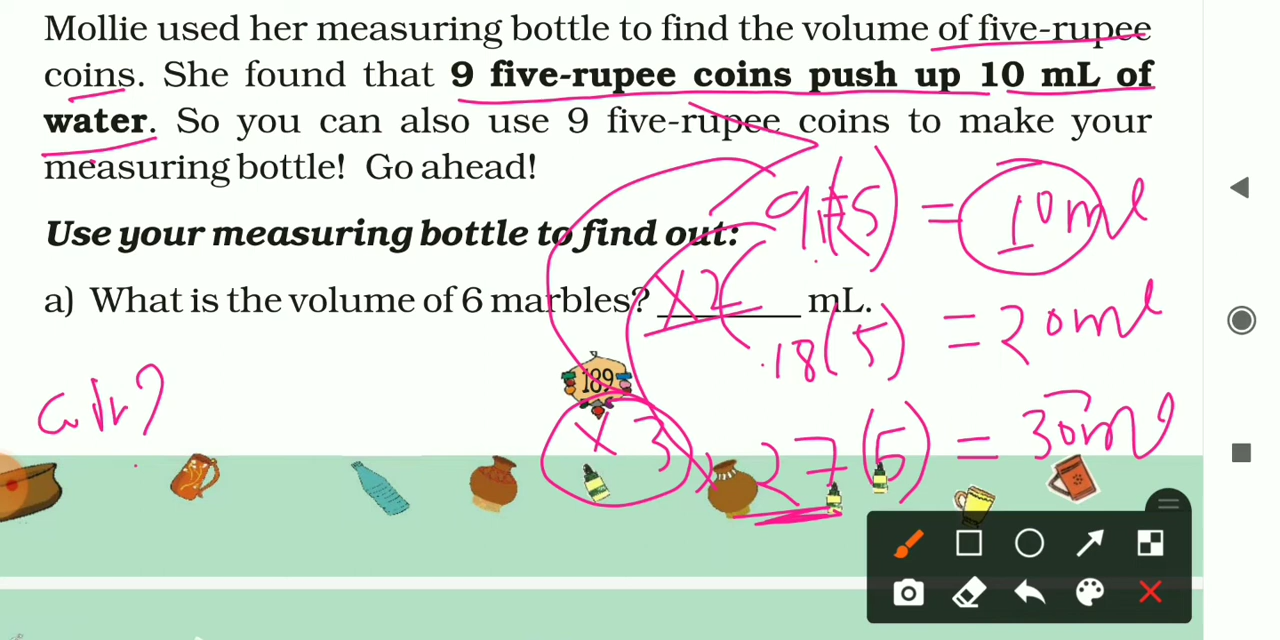 Mollie used her measuring bottle to find the volume of five-rupee
coins. She found that 9 five-rupee coins push up 10 mL of
water. So you can also use 9 five-rupee coins to make your
measuring bottle! Go ahead!
9 (₹5) = 10ml
Use your measuring bottle to find out:
a) What is the volume of 6 marbles? ________ mL.
×2
18(5) = 20ml
189
×3
27(5) = 30ml